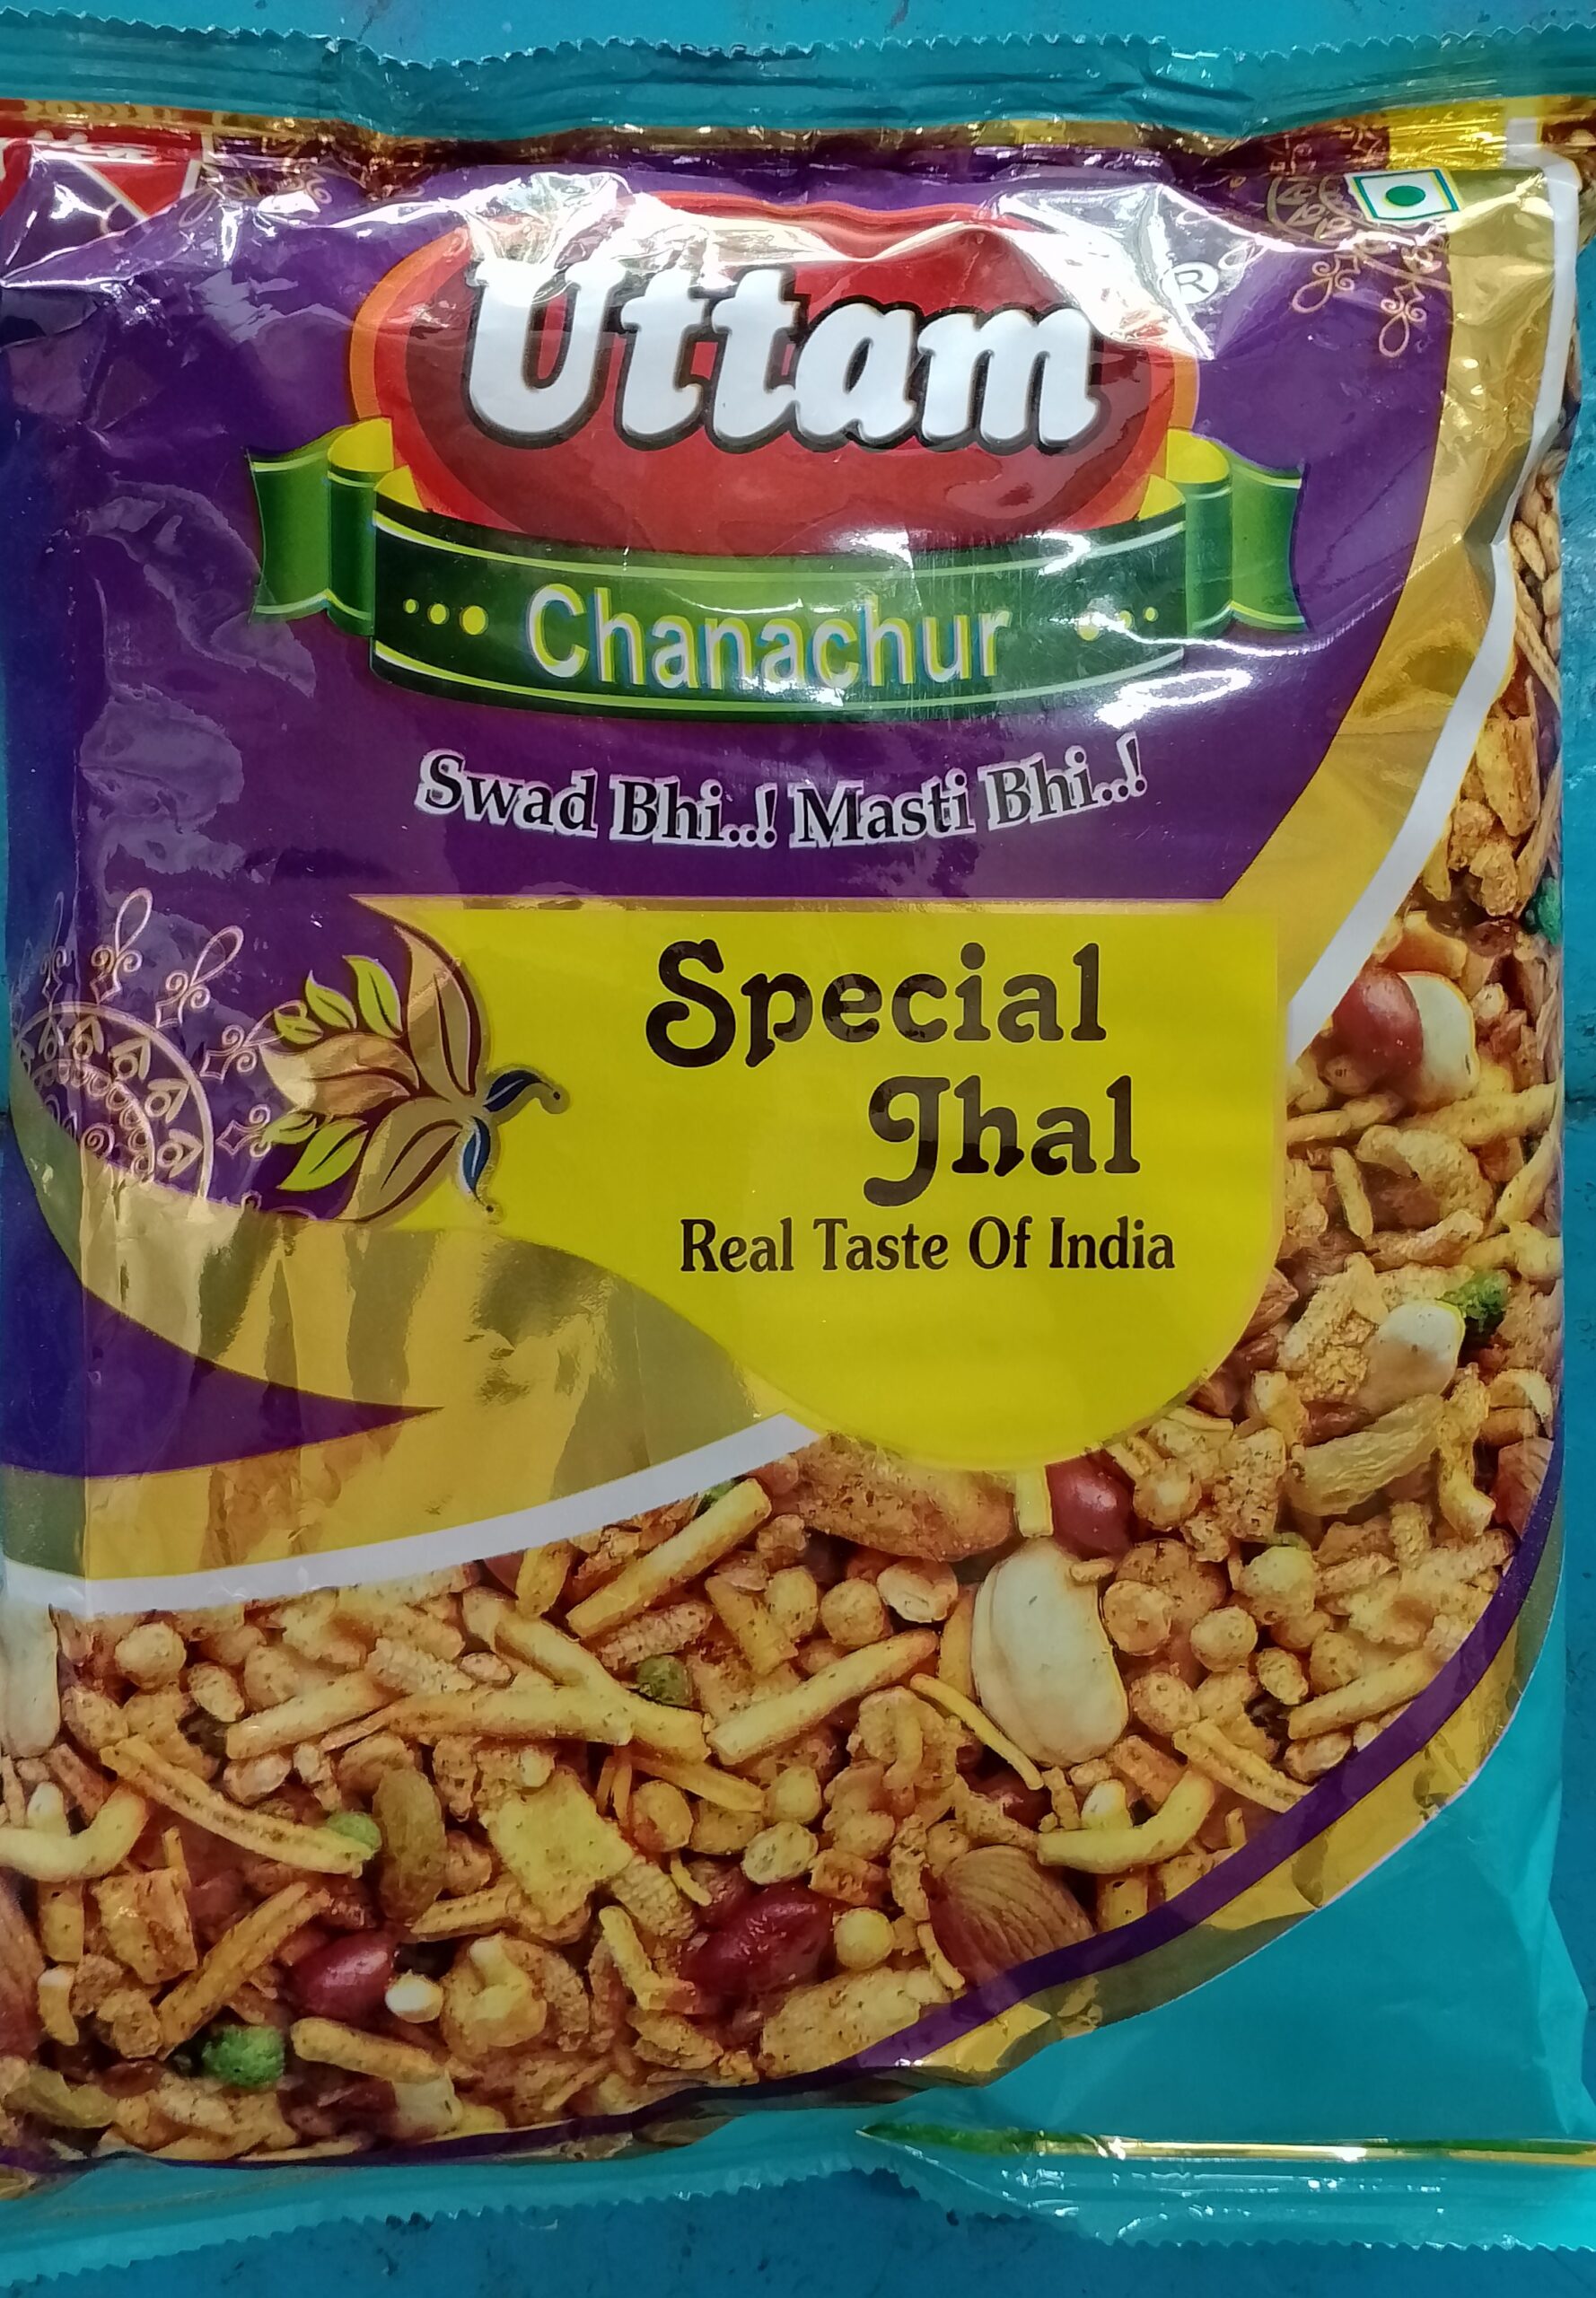 Uttam
®
Chanachur
Swad Bhi..! Masti Bhi..!
Special
Jhal
Real Taste Of India